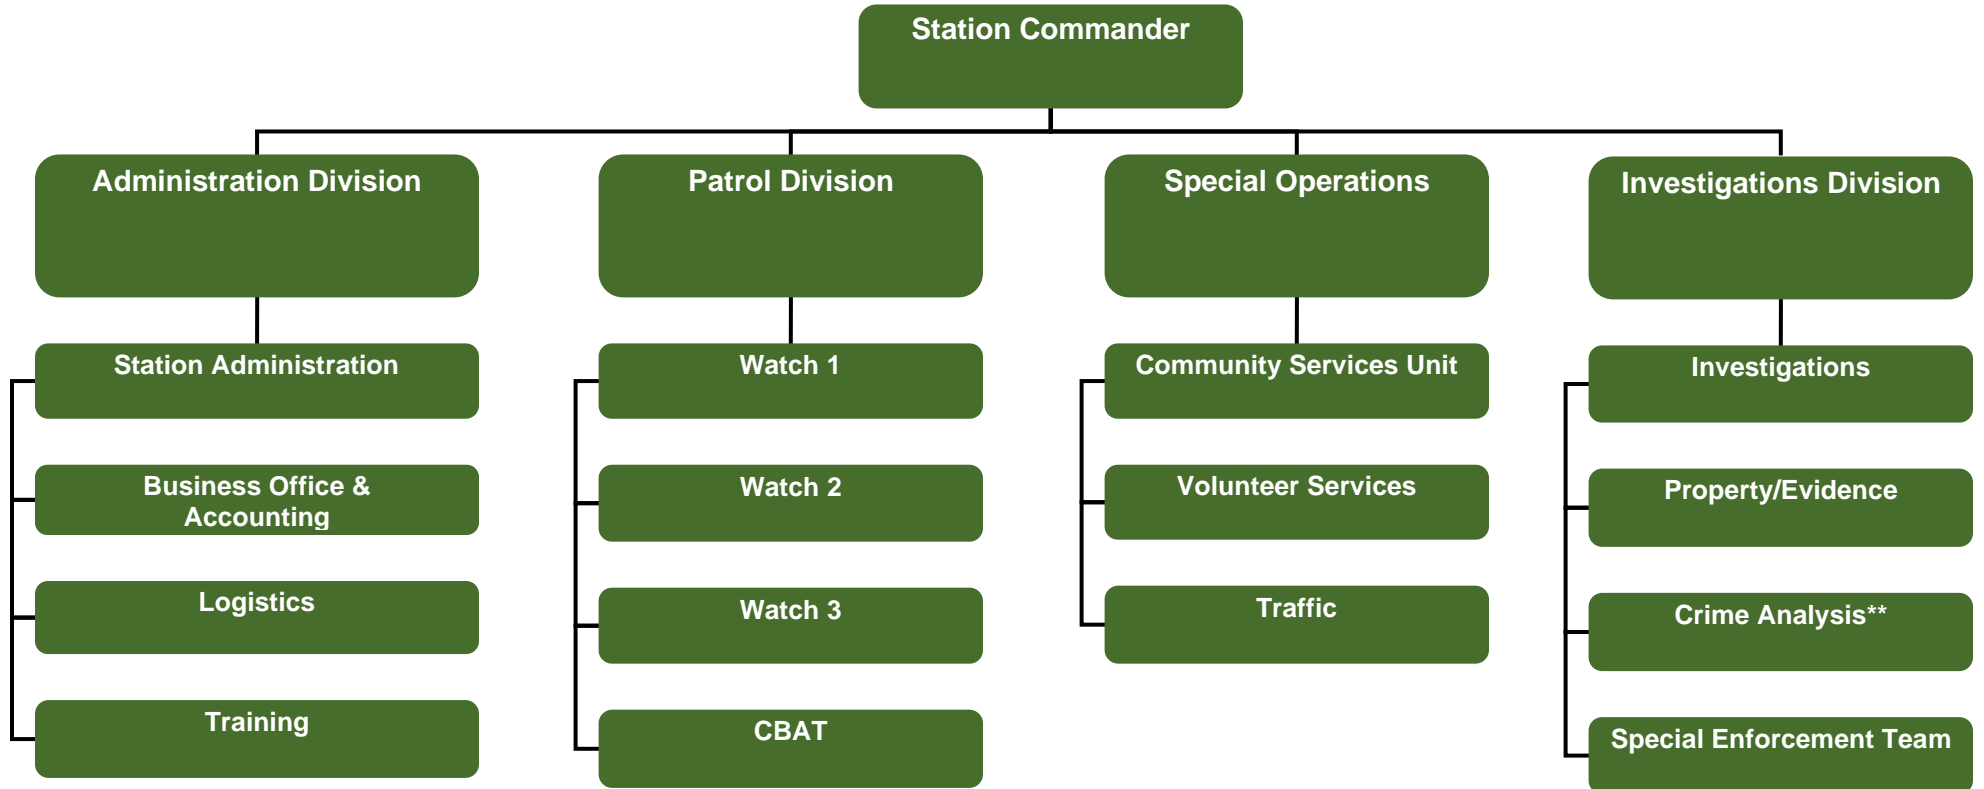 Station Commander
Administration Division
Patrol Division
Special Operations
Investigations Division
Station Administration
Business Office &
Accounting
Logistics
Training
Watch 1
Watch 2
Watch 3
CBAT
Community Services Unit
Volunteer Services
Traffic
Investigations
Property/Evidence
Crime Analysis**
Special Enforcement Team